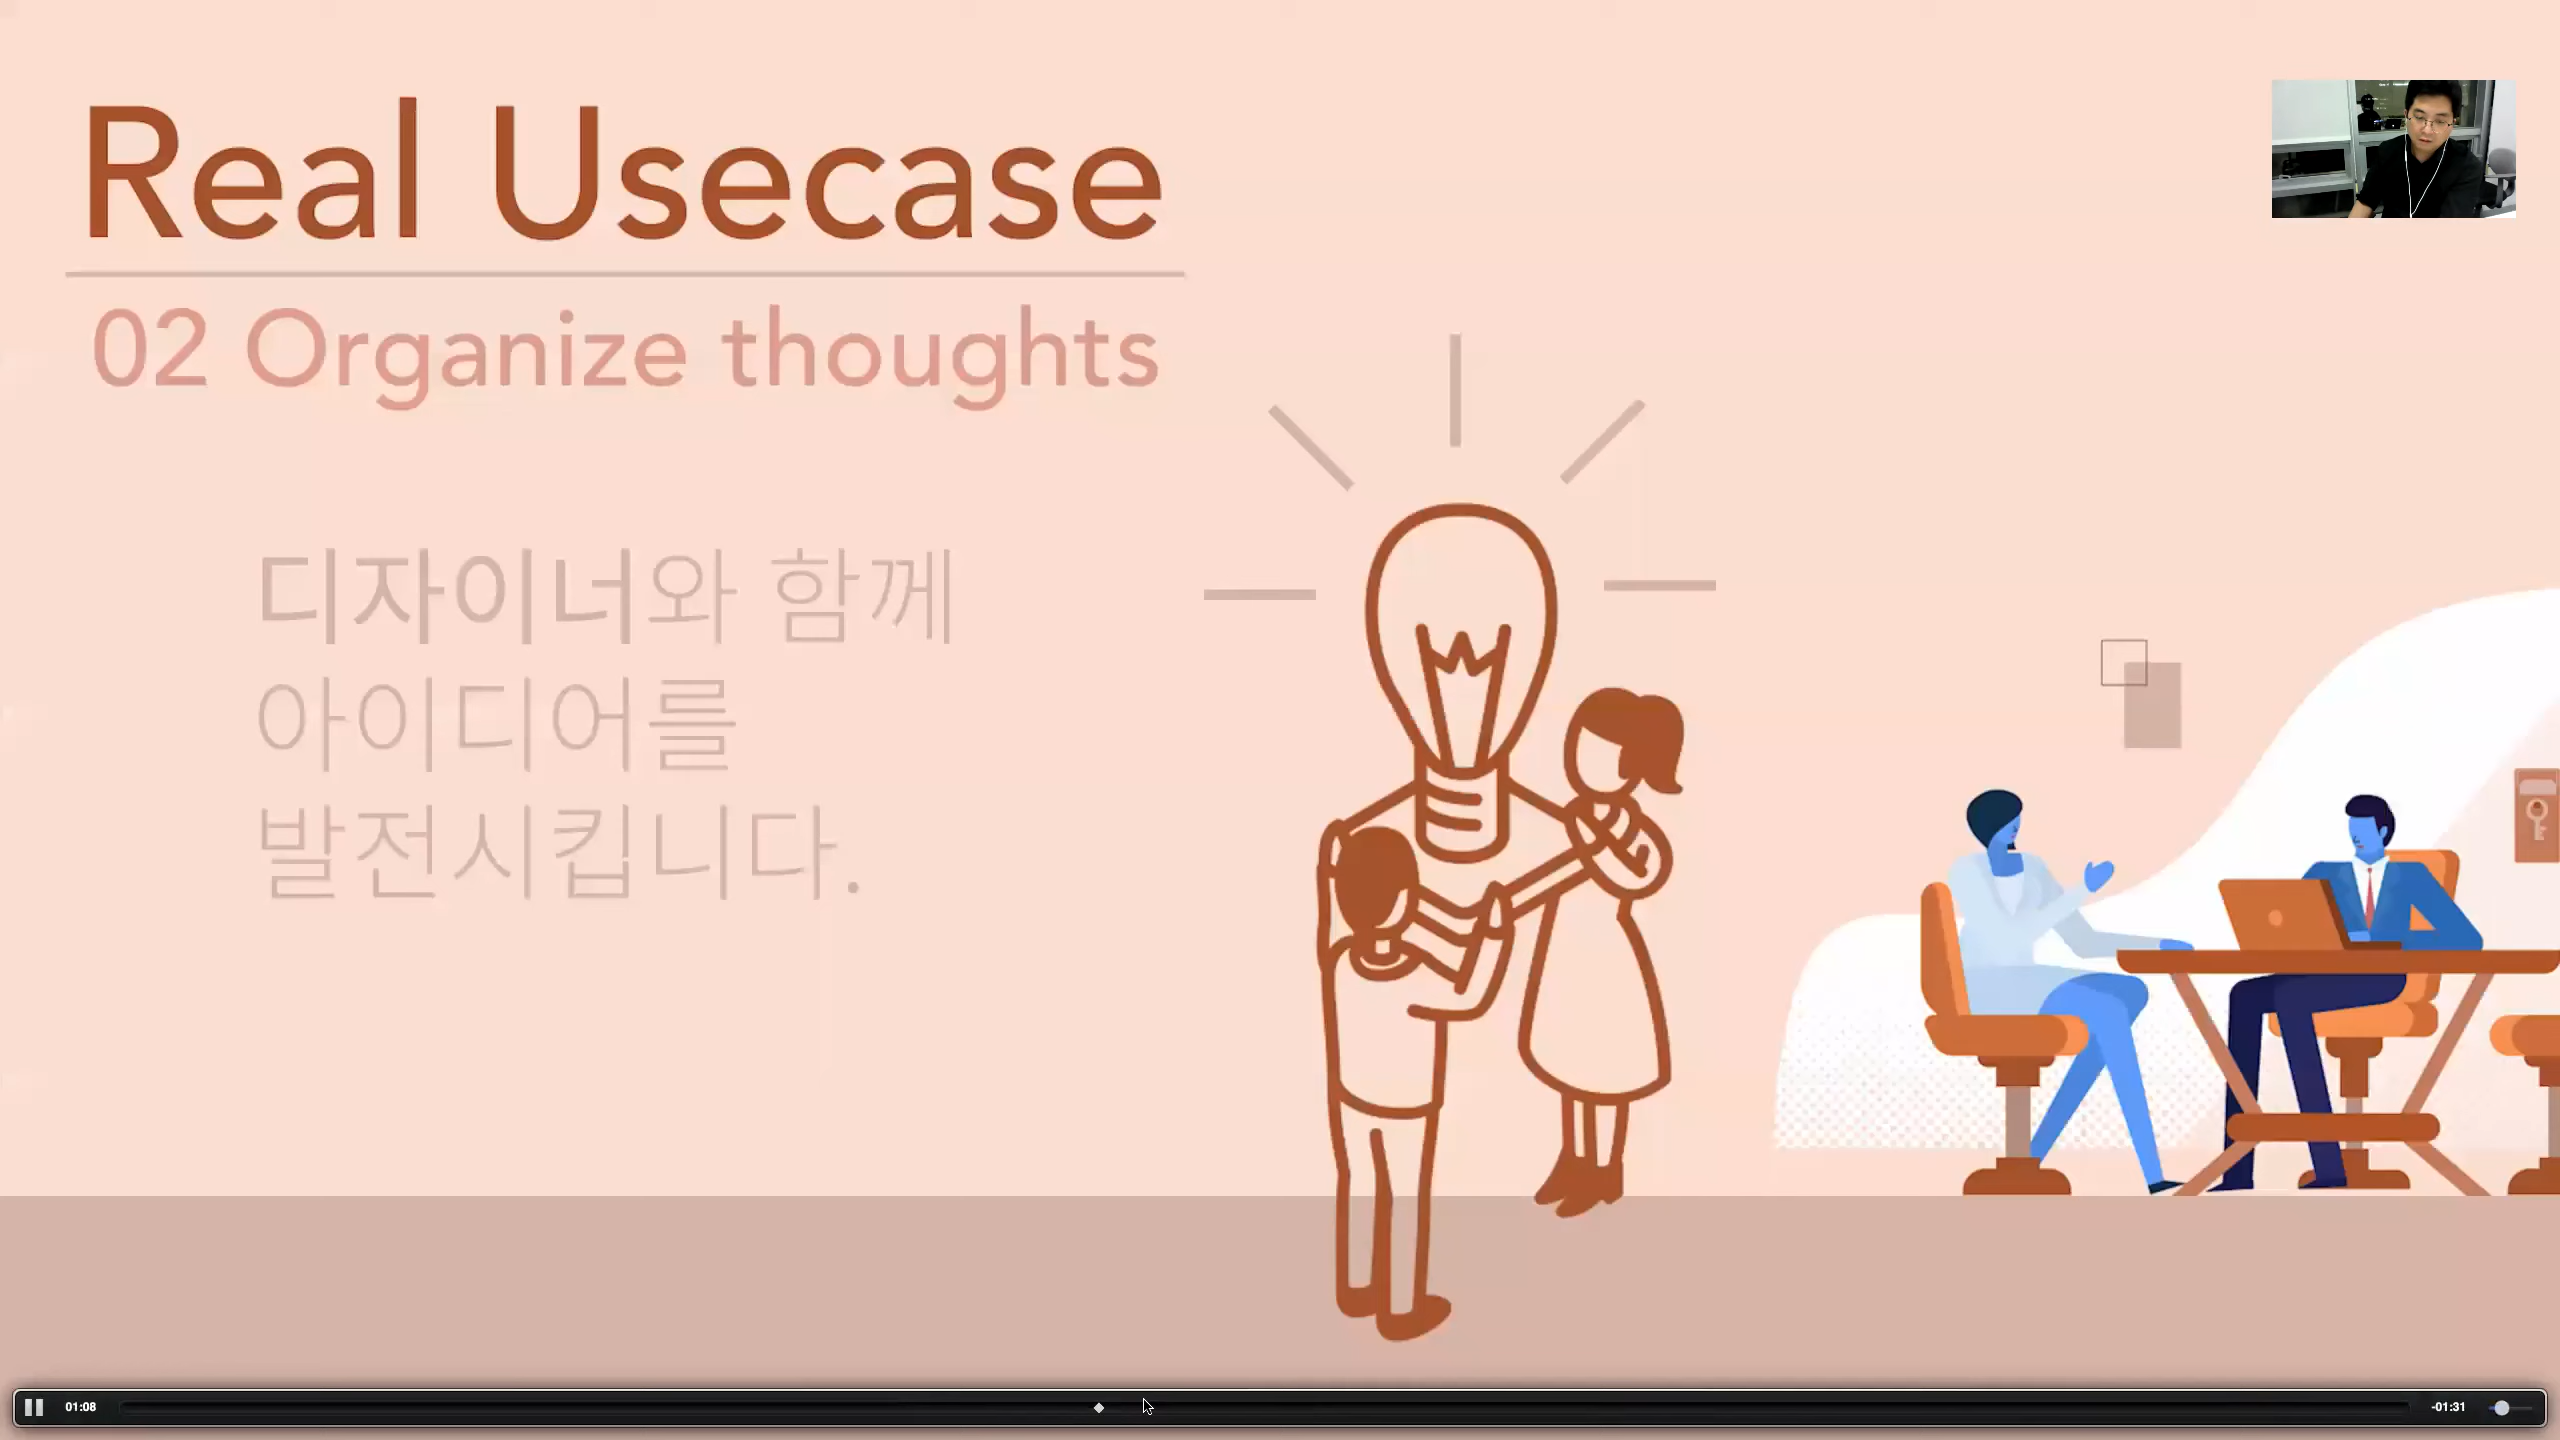 Real Usecase
02 Organize thoughts
디자이너와 함께
아이디어를
발전시킵니다.
01:08
-01:31